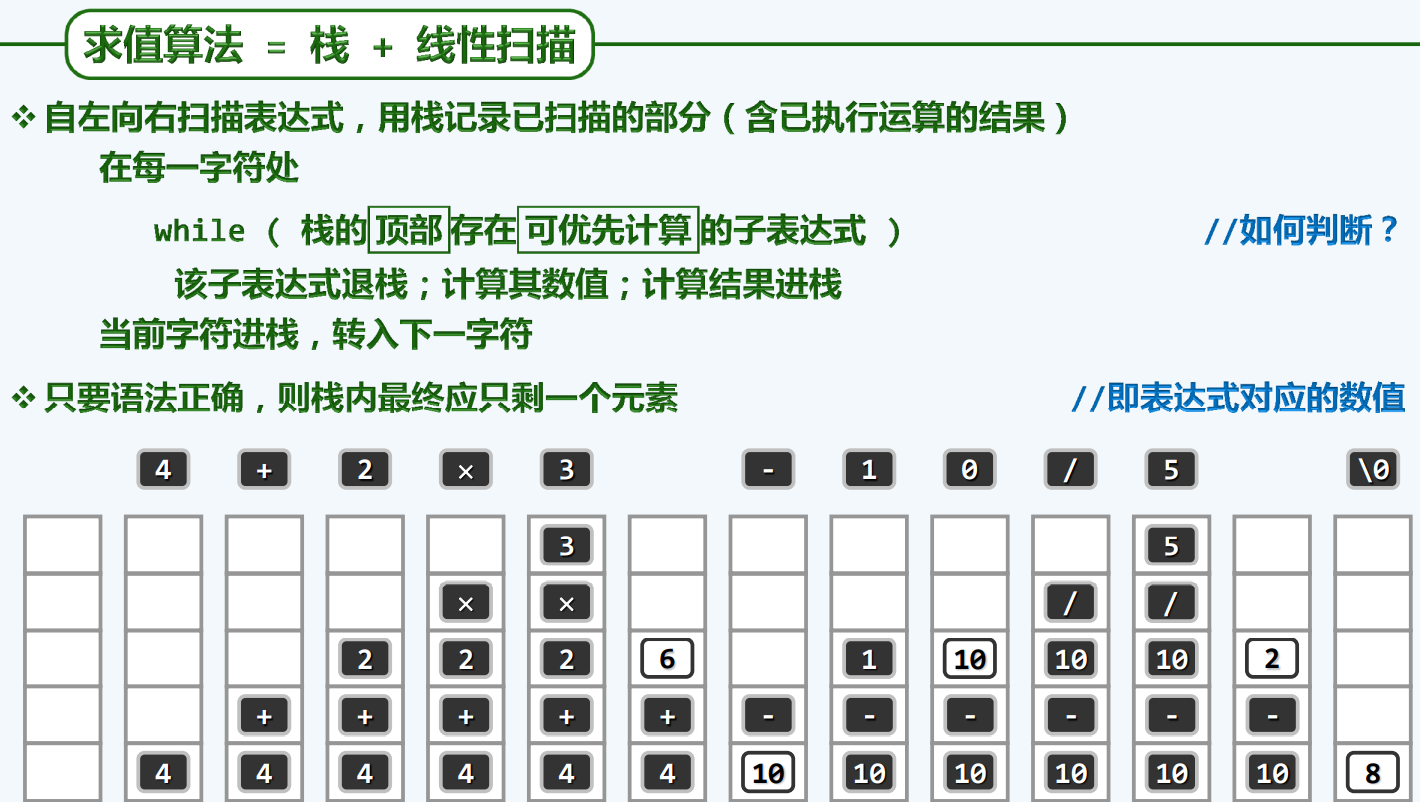 求值算法 = 栈 + 线性扫描
❖ 自左向右扫描表达式，用栈记录已扫描的部分（含已执行运算的结果）
在每一字符处
while ( 栈的顶部存在可优先计算的子表达式 ) //如何判断？
该子表达式退栈；计算其数值；计算结果进栈
当前字符进栈，转入下一字符
❖ 只要语法正确，则栈内最终应只剩一个元素 //即表达式对应的数值
4 + 2 × 3 - 1 0 / 5 \0
3 5
× × / /
2 2 2 6 1 10 10 10 2
+ + + + + - - - - - -
4 4 4 4 4 4 10 10 10 10 10 10 8